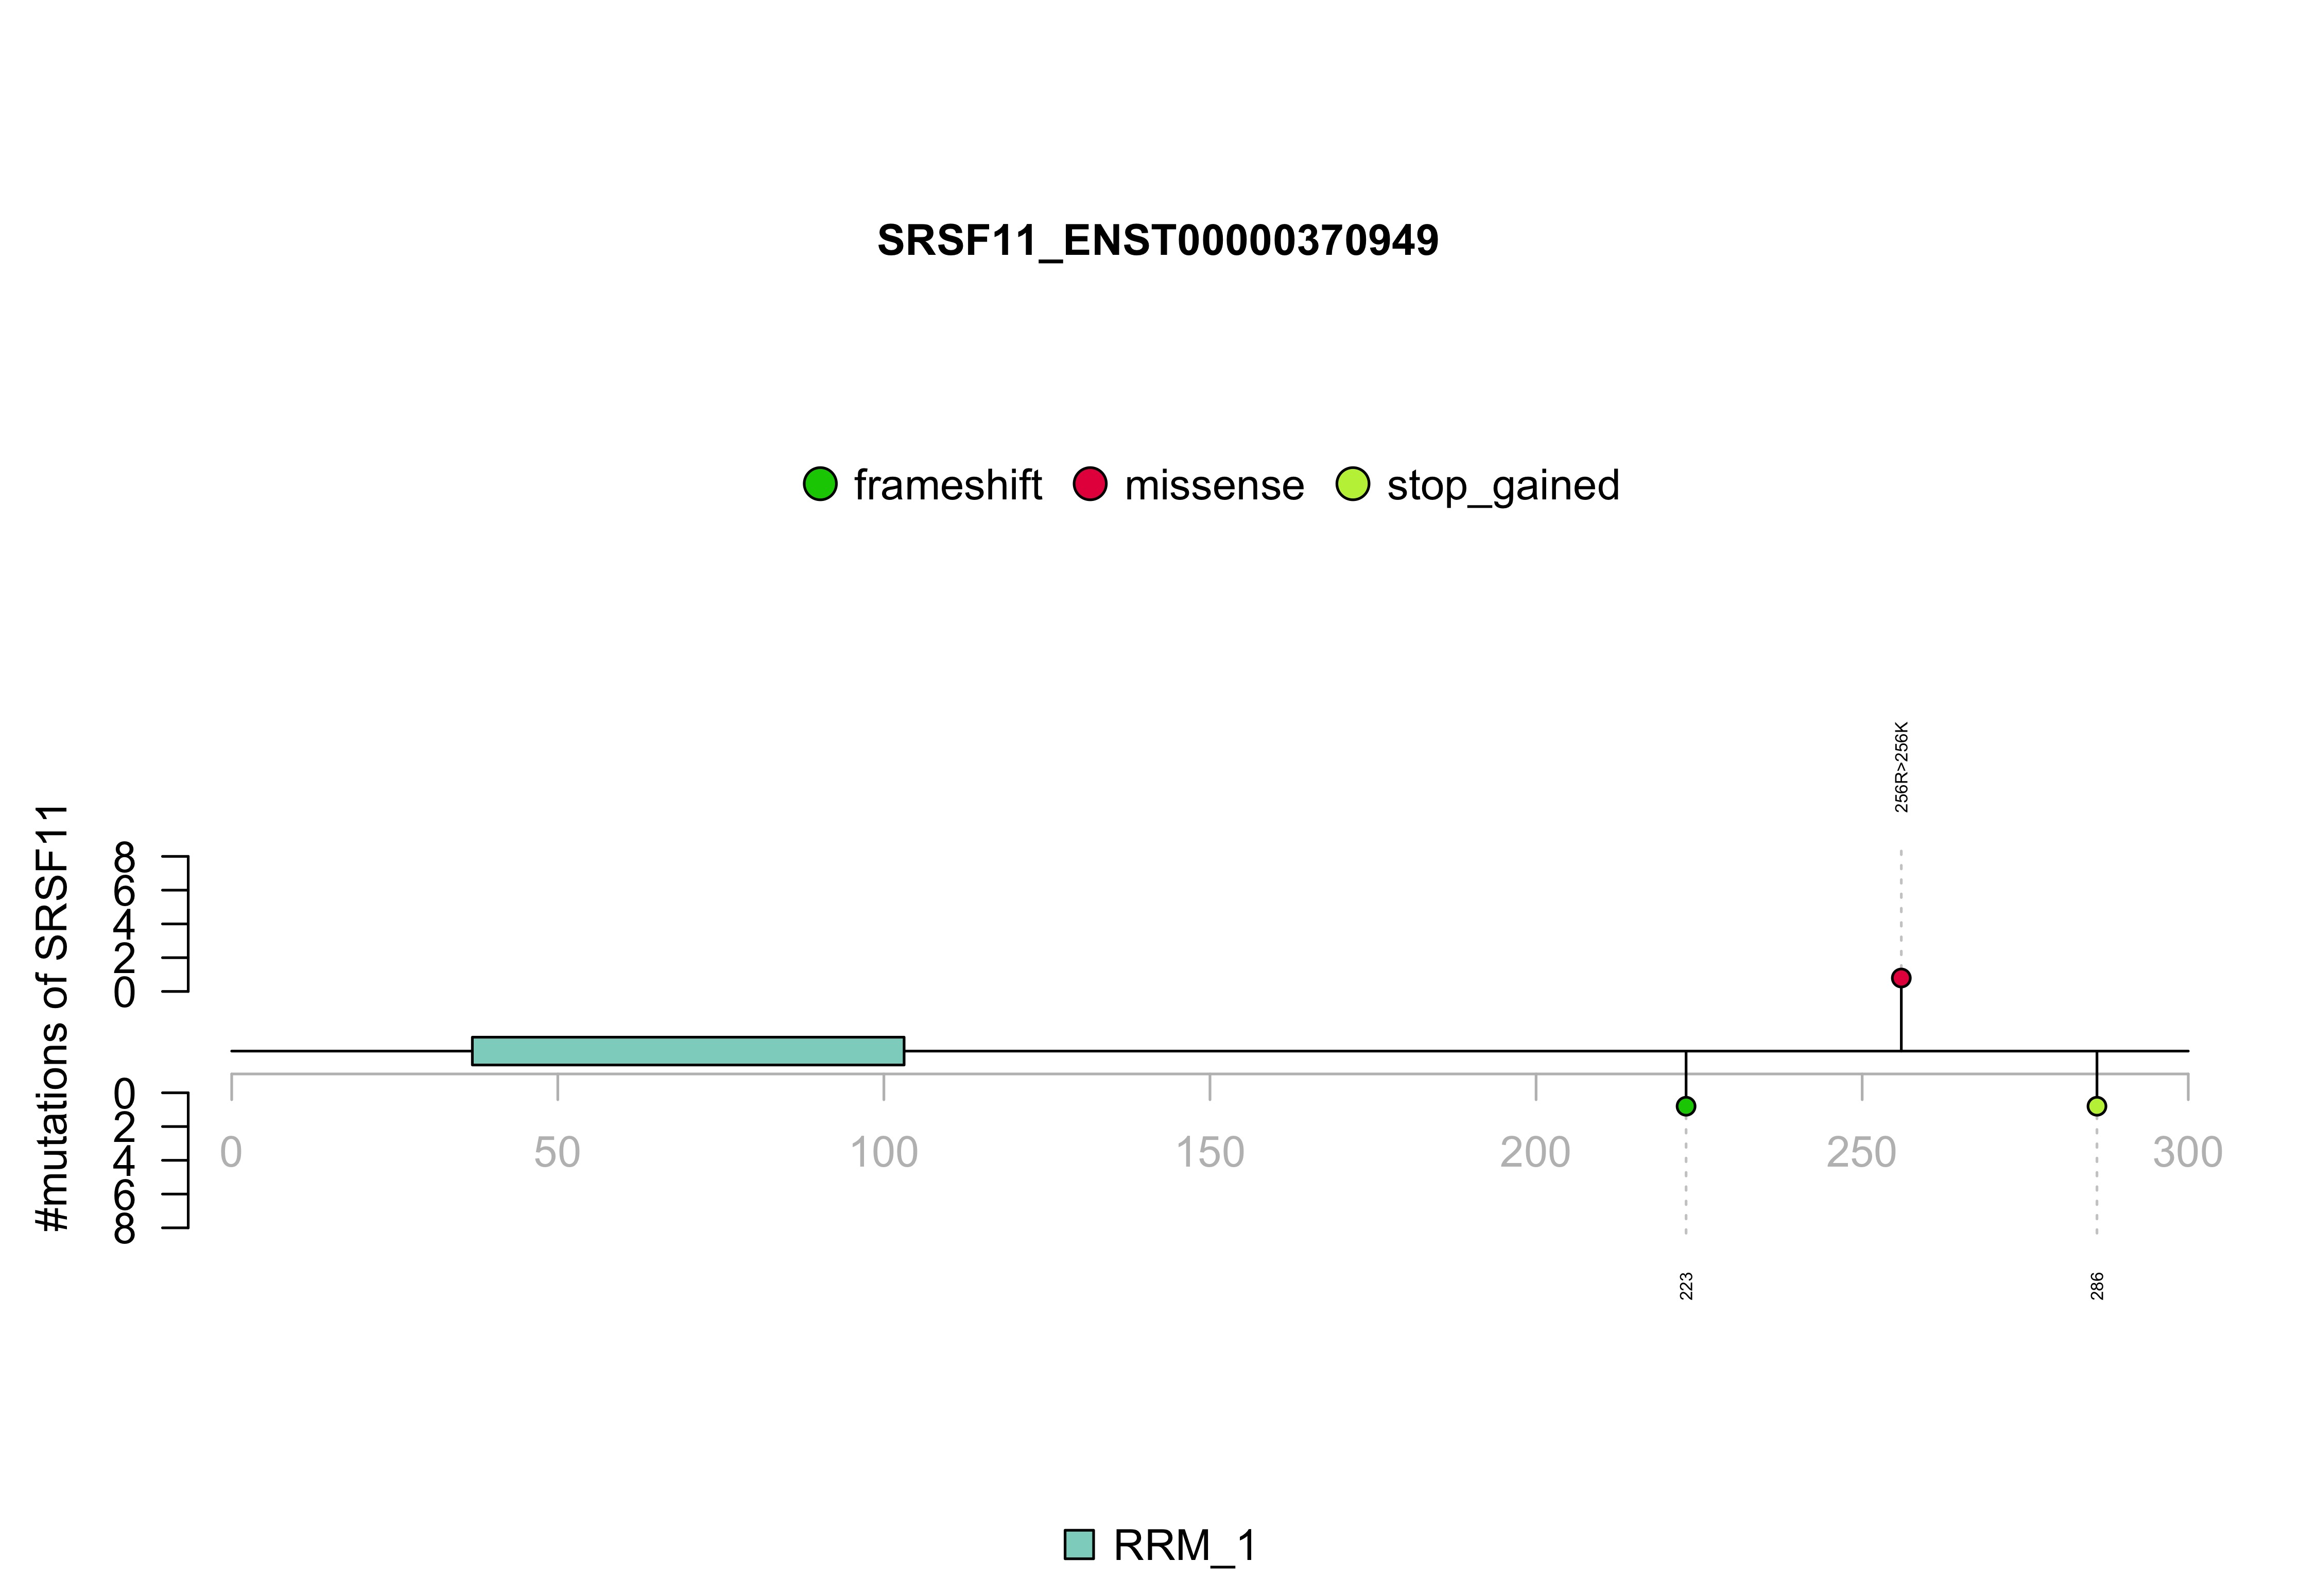 SRSF11_ENST00000370949
frameshift missense stop_gained
256R>256K
#mutations of SRSF11
8
6
4
2
0
0
2
4
6
8
0 50 100 150 200 250 300
223 286
RRM_1